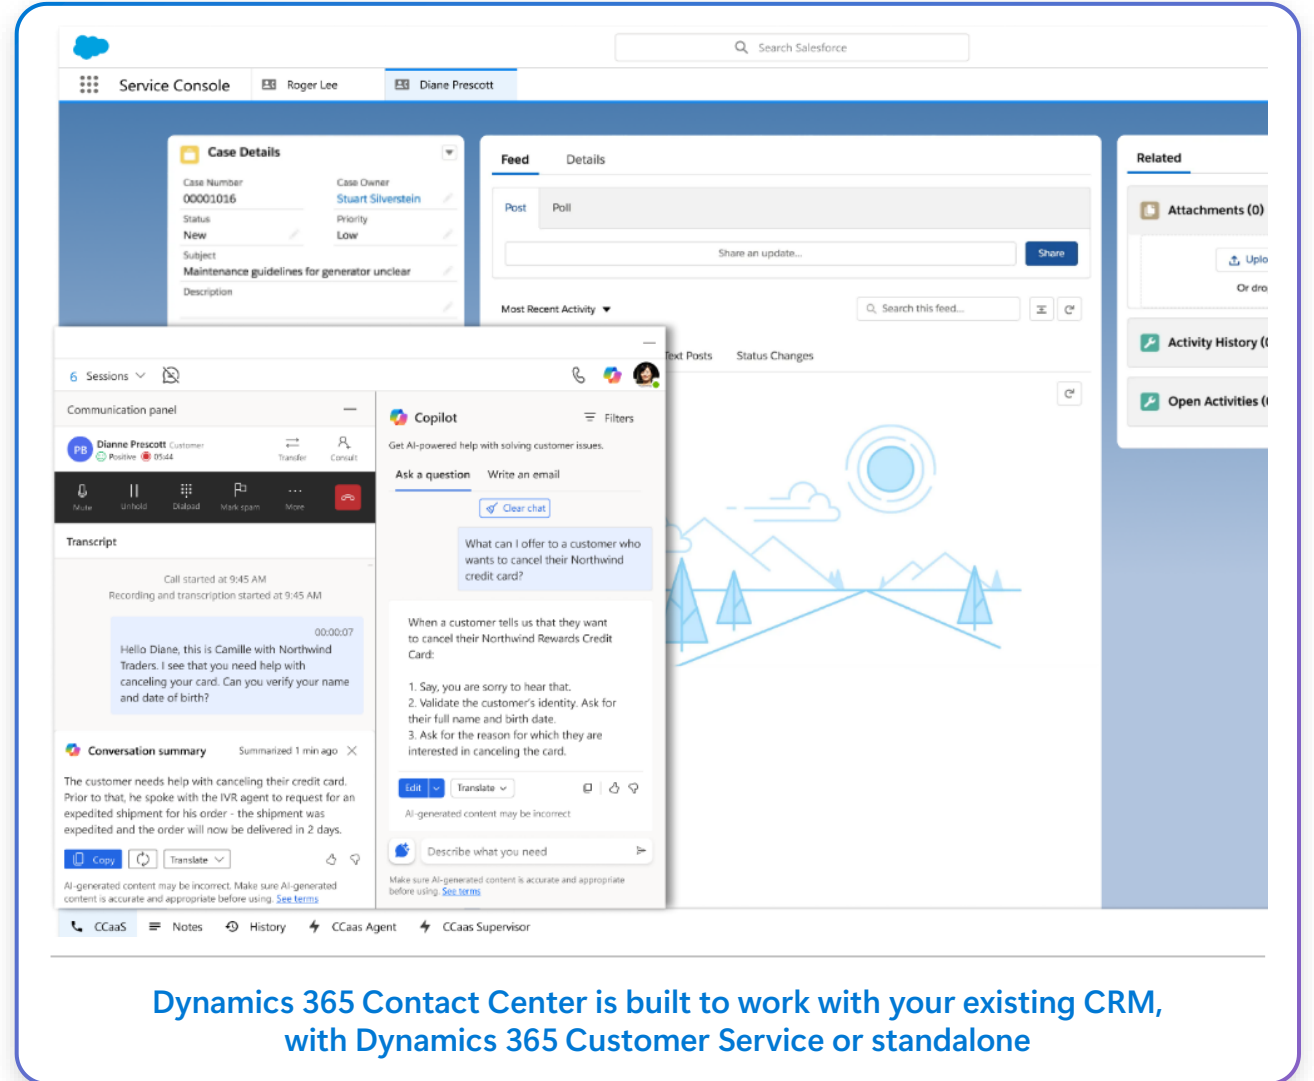 Search Salesforce
Service Console
Roger Lee
Diane Prescott
Case Details
Case Number
00001016
Case Owner
Stuart Silverstein
Status
New
Priority
Low
Subject
Maintenance guidelines for generator unclear
Description
Feed
Details
Post
Poll
Share an update...
Share
Most Recent Activity
Search this feed...
Text Posts
Status Changes
Related
Attachments (0)
Uplo
Or dro
Activity History (
Open Activities (
6 Sessions
Communication panel
PB
Dianne Prescott Customer
Positive 05:44
Transfer
Consult
Mute
Unhold
Dialpad
Mark spam
More
Transcript
Call started at 9:45 AM
Recording and transcription started at 9:45 AM
00:00:07
Hello Diane, this is Camille with Northwind
Traders. I see that you need help with
canceling your card. Can you verify your name
and date of birth?
Conversation summary
Summarized 1 min ago
The customer needs help with canceling their credit card.
Prior to that, he spoke with the IVR agent to request for an
expedited shipment for his order - the shipment was
expedited and the order will now be delivered in 2 days.
Copy
Translate
AI-generated content may be incorrect. Make sure AI-generated
content is accurate and appropriate before using. See terms
Copilot
Filters
Get AI-powered help with solving customer issues.
Ask a question
Write an email
Clear chat
What can I offer to a customer who
wants to cancel their Northwind
credit card?
When a customer tells us that they want
to cancel their Northwind Rewards Credit
Card:
1. Say, you are sorry to hear that.
2. Validate the customer's identity. Ask for
their full name and birth date.
3. Ask for the reason for which they are
interested in canceling the card.
Edit
Translate
AI-generated content may be incorrect
Describe what you need
Make sure AI-generated content is accurate and appropriate
before using. See terms
CCaaS
Notes
History
CCaas Agent
CCaas Supervisor
Dynamics 365 Contact Center is built to work with your existing CRM,
with Dynamics 365 Customer Service or standalone